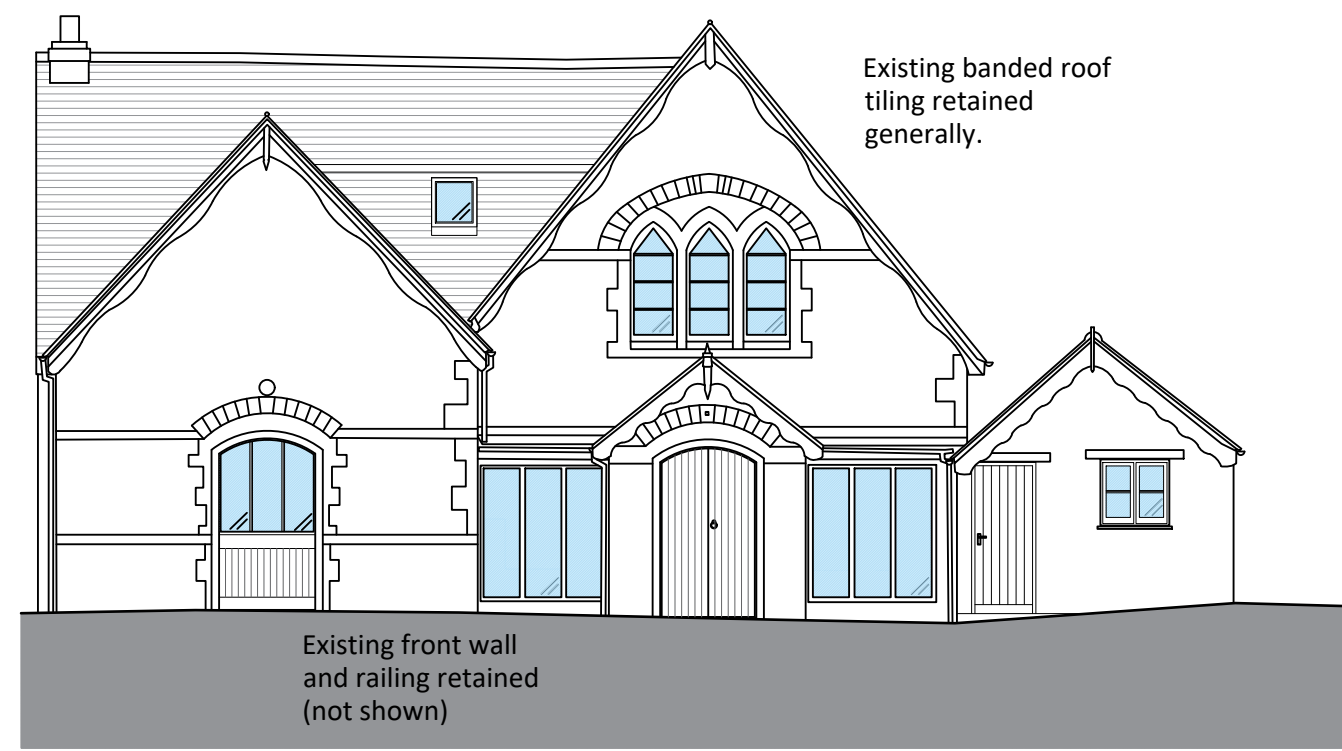 Existing banded roof
tiling retained
generally.
Existing front wall
and railing retained
(not shown)